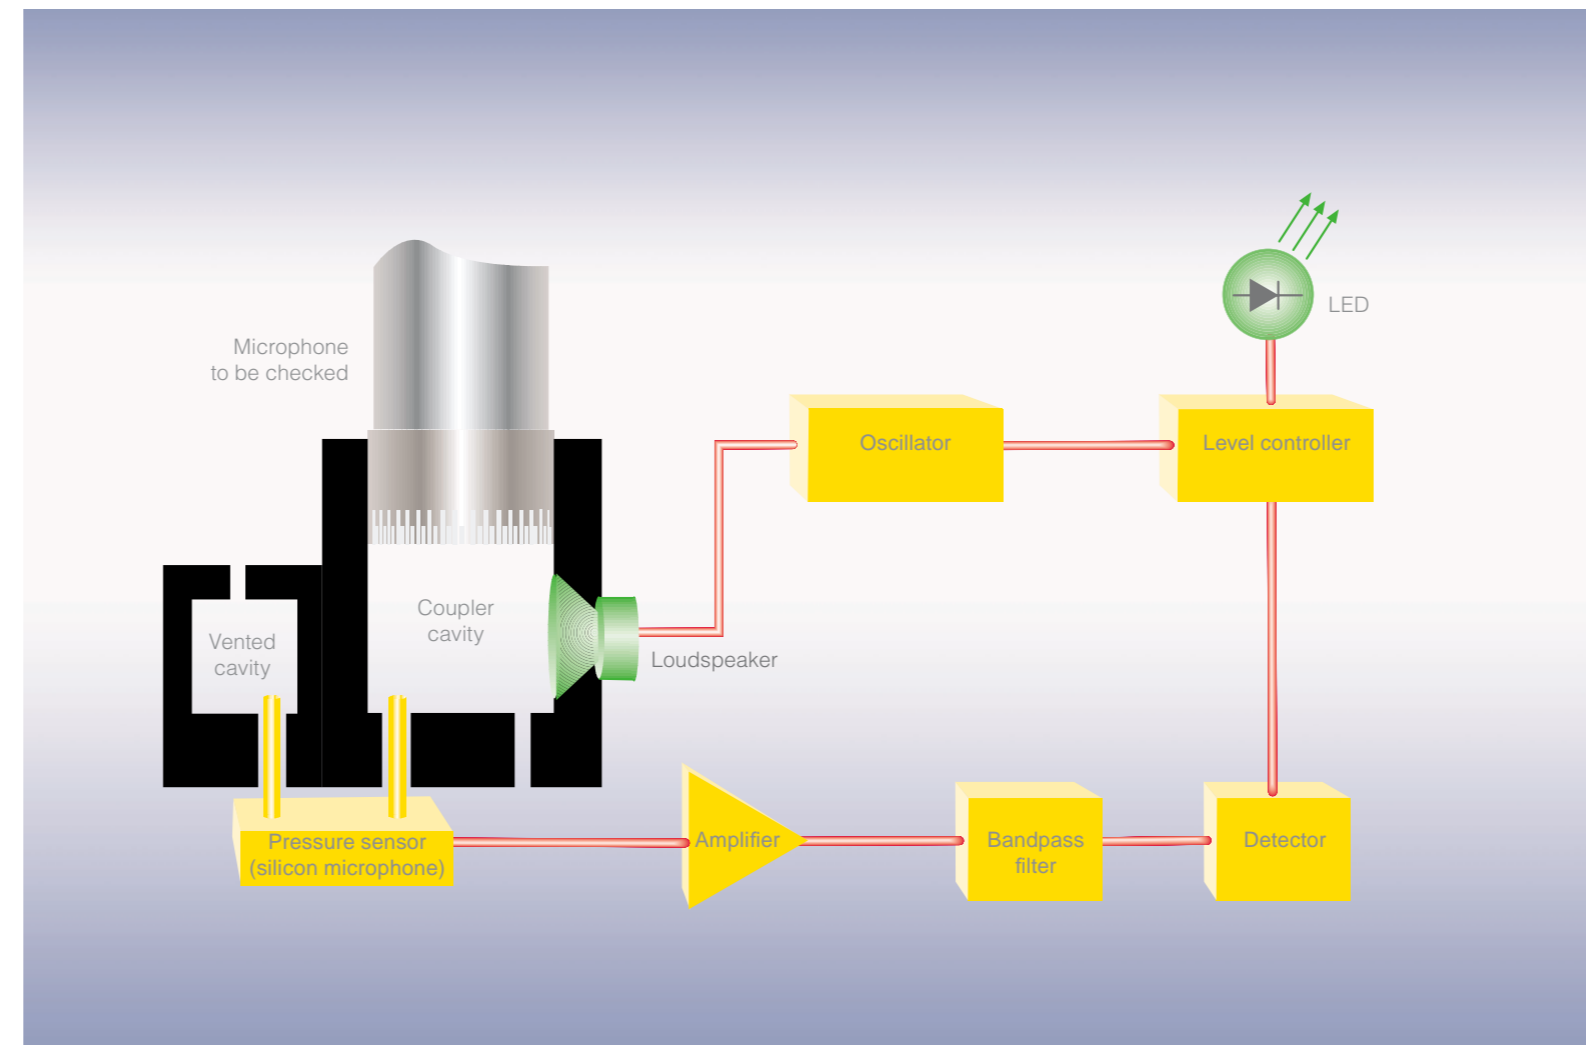 LED
Microphone
to be checked
Oscillator
Level controller
Coupler
cavity
Vented
cavity
Loudspeaker
Pressure sensor
(silicon microphone)
Amplifier
Bandpass
filter
Detector